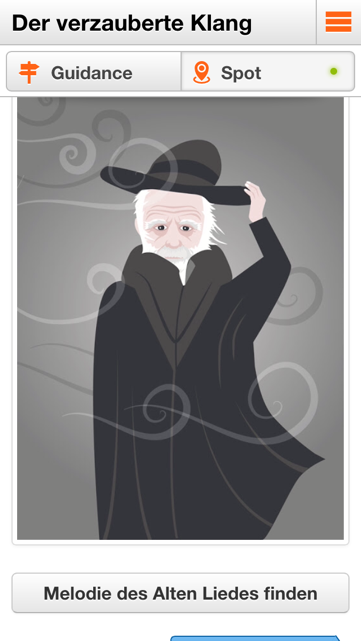 Der verzauberte Klang
Guidance
Spot
Melodie des Alten Liedes finden